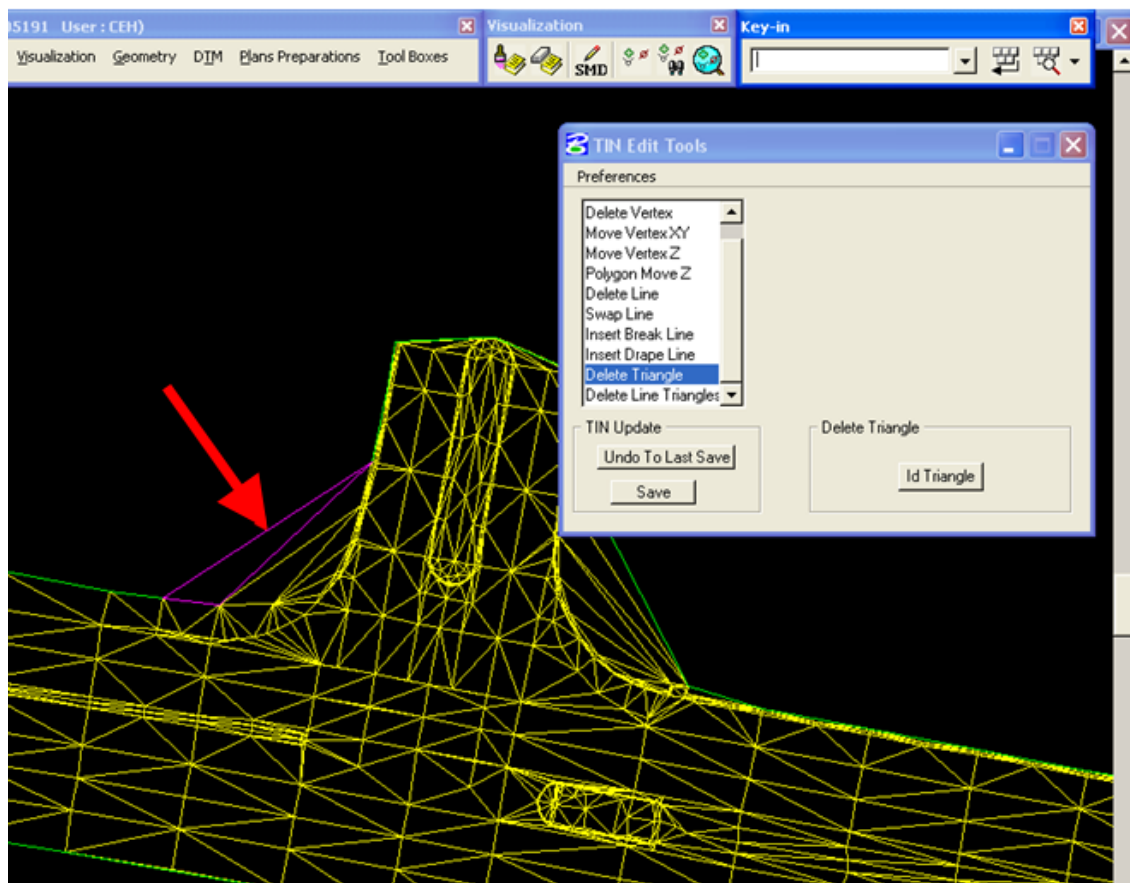 05191 User : CEH)
Visualization
Key-in
Visualization Geometry DTM Plans Preparations Tool Boxes
SMD
TIN Edit Tools
Preferences
Delete Vertex
Move Vertex XY
Move Vertex Z
Polygon Move Z
Delete Line
Swap Line
Insert Break Line
Insert Drape Line
Delete Triangle
Delete Line Triangles
TIN Update
Undo To Last Save
Save
Delete Triangle
Id Triangle